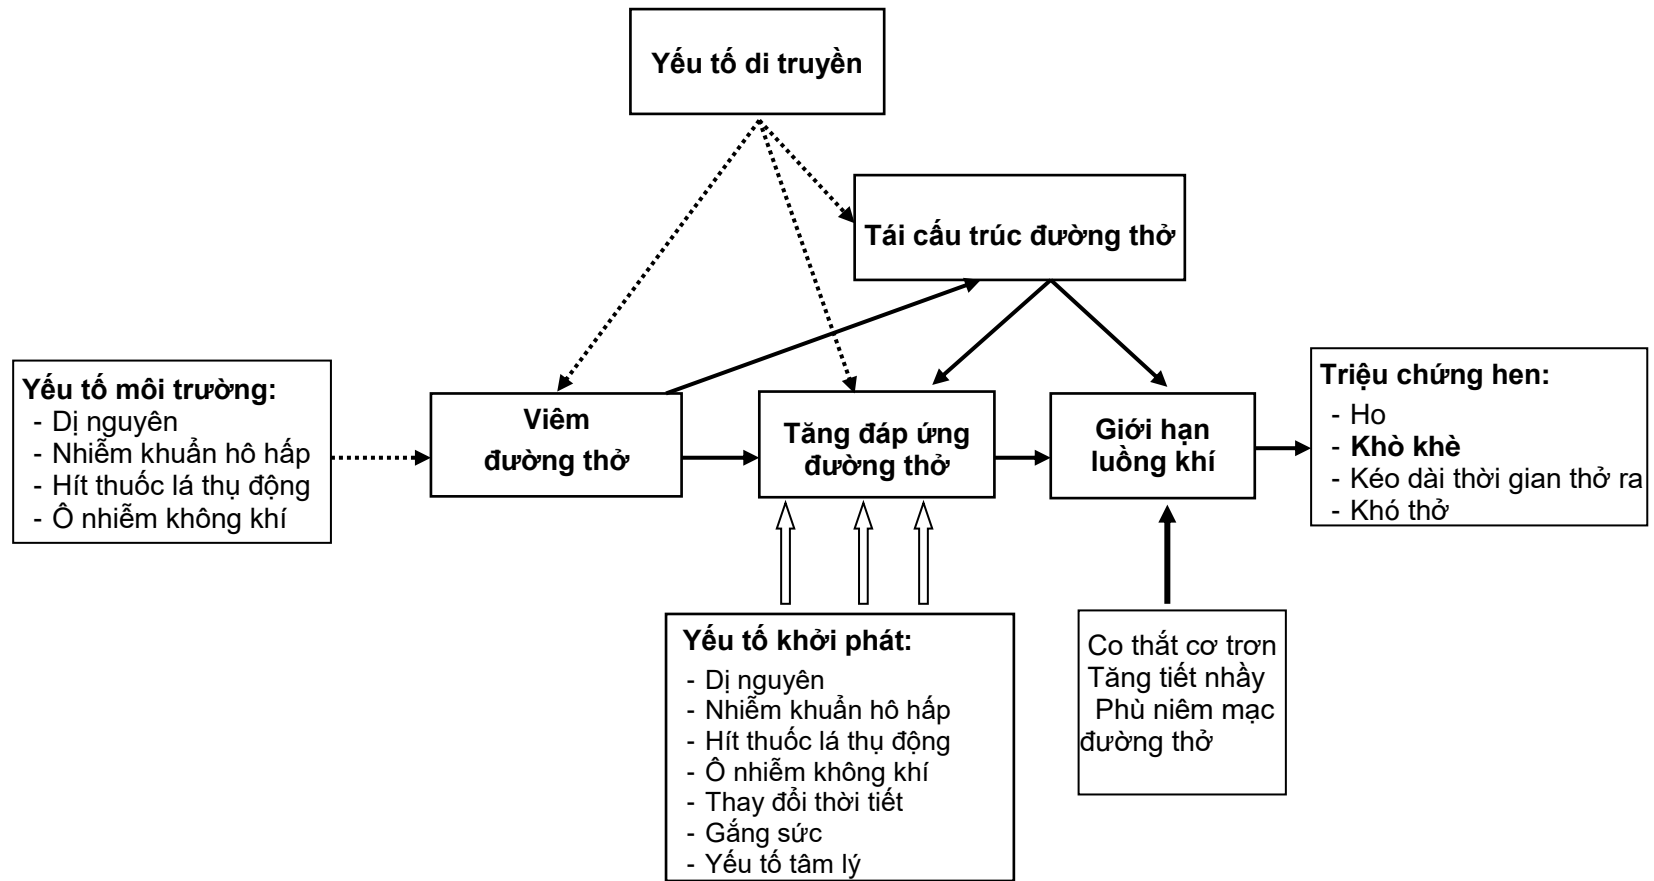 Yếu tố di truyền
Tái cấu trúc đường thở
Yếu tố môi trường:
- Dị nguyên
- Nhiễm khuẩn hô hấp
- Hít thuốc lá thụ động
- Ô nhiễm không khí
Viêm
đường thở
Tăng đáp ứng
đường thở
Giới hạn
luồng khí
Triệu chứng hen:
- Ho
- Khò khè
- Kéo dài thời gian thở ra
- Khó thở
Yếu tố khởi phát:
- Dị nguyên
- Nhiễm khuẩn hô hấp
- Hít thuốc lá thụ động
- Ô nhiễm không khí
- Thay đổi thời tiết
- Gắng sức
- Yếu tố tâm lý
Co thắt cơ trơn
Tăng tiết nhầy
Phù niêm mạc
đường thở